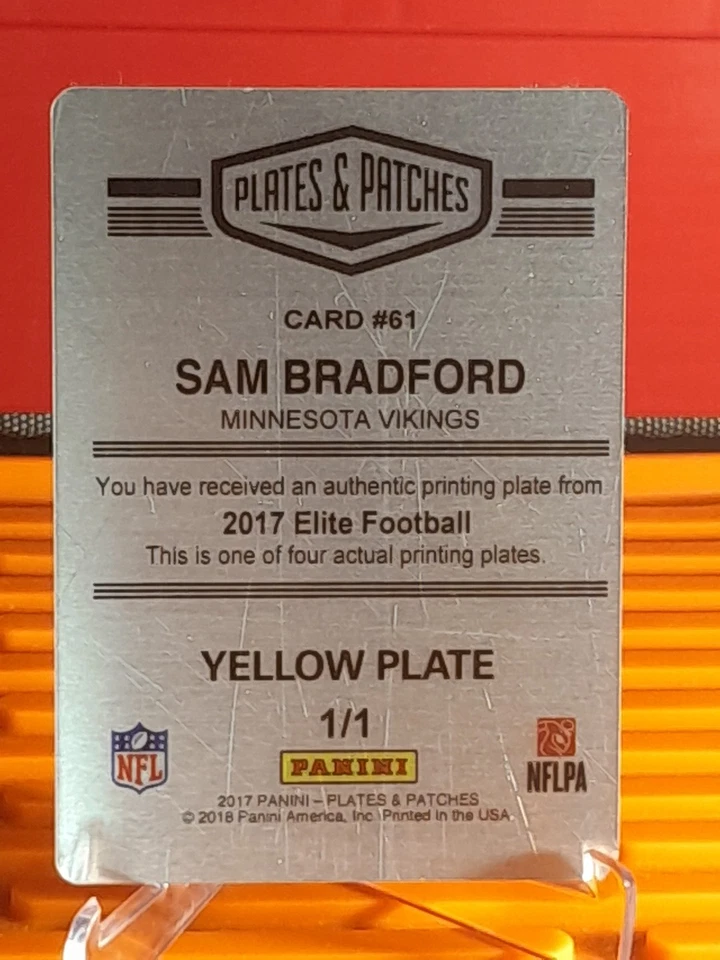 PLATES & PATCHES
CARD #61
SAM BRADFORD
MINNESOTA VIKINGS
You have received an authentic printing plate from
2017 Elite Football
This is one of four actual printing plates.
YELLOW PLATE
1/1
NFL
PANINI
NFLPA
2017 PANINI – PLATES & PATCHES
© 2018 Panini America, Inc. Printed in the USA.